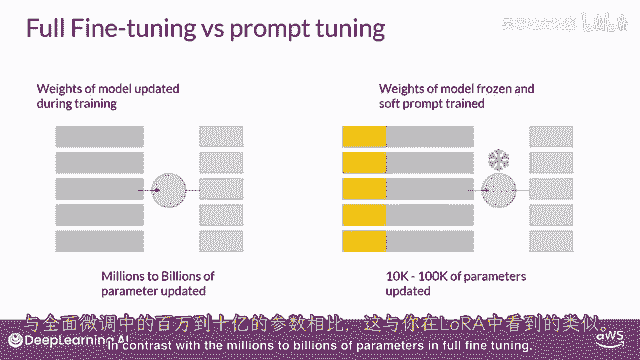 Full Fine-tuning vs prompt tuning
Weights of model updated
during training
Weights of model frozen and
soft prompt trained
Millions to Billions of
parameter updated
10K - 100K of parameters
updated
与全面微调中的百万到十亿的参数相比，这与你在LoRA中看到的类似。
In contrast with the millions to billions of parameters in full fine tuning,
DeepLearning.AI
aws